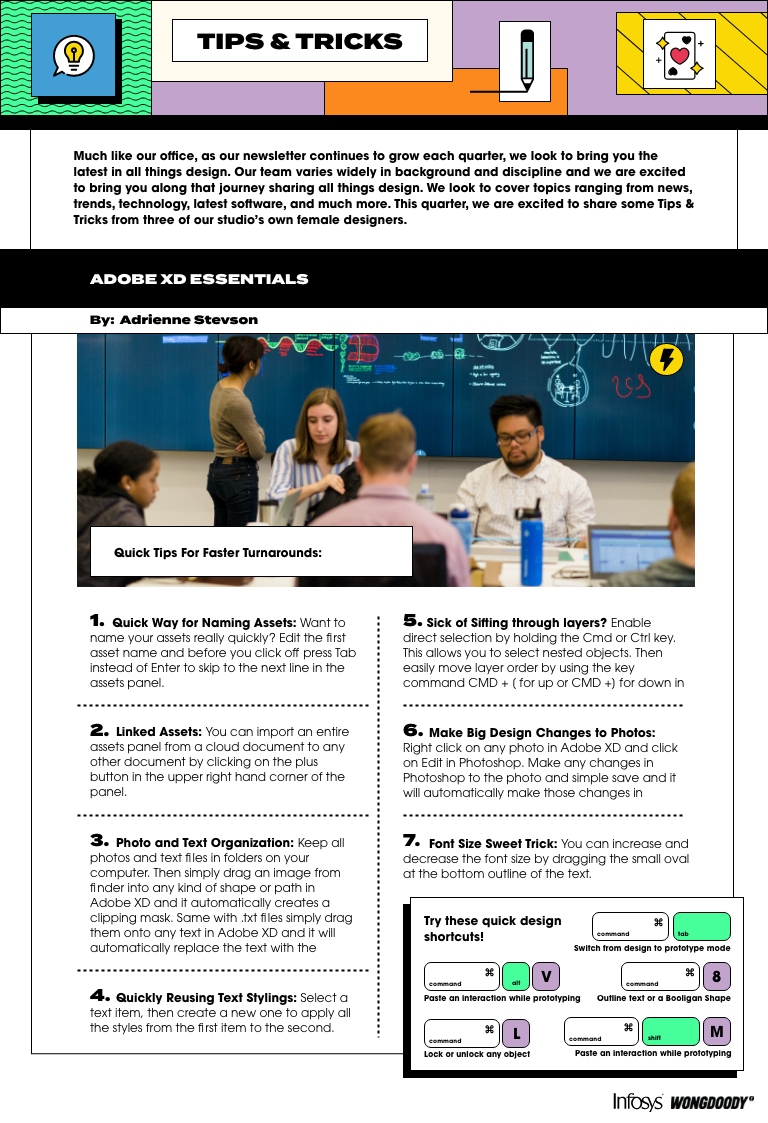 TIPS & TRICKS
Much like our office, as our newsletter continues to grow each quarter, we look to bring you the
latest in all things design. Our team varies widely in background and discipline and we are excited
to bring you along that journey sharing all things design. We look to cover topics ranging from news,
trends, technology, latest software, and much more. This quarter, we are excited to share some Tips &
Tricks from three of our studio’s own female designers.
ADOBE XD ESSENTIALS
By: Adrienne Stevson
Quick Tips For Faster Turnarounds:
1. Quick Way for Naming Assets: Want to
name your assets really quickly? Edit the first
asset name and before you click off press Tab
instead of Enter to skip to the next line in the
assets panel.
2. Linked Assets: You can import an entire
assets panel from a cloud document to any
other document by clicking on the plus
button in the upper right hand corner of the
panel.
3. Photo and Text Organization: Keep all
photos and text files in folders on your
computer. Then simply drag an image from
finder into any kind of shape or path in
Adobe XD and it automatically creates a
clipping mask. Same with .txt files simply drag
them onto any text in Adobe XD and it will
automatically replace the text with the
4. Quickly Reusing Text Stylings: Select a
text item, then create a new one to apply all
the styles from the first item to the second.
5. Sick of Sifting through layers? Enable
direct selection by holding the Cmd or Ctrl key.
This allows you to select nested objects. Then
easily move layer order by using the key
command CMD + [ for up or CMD +] for down in
6. Make Big Design Changes to Photos:
Right click on any photo in Adobe XD and click
on Edit in Photoshop. Make any changes in
Photoshop to the photo and simple save and it
will automatically make those changes in
7. Font Size Sweet Trick: You can increase and
decrease the font size by dragging the small oval
at the bottom outline of the text.
Try these quick design
shortcuts!
⌘ command tab
Switch from design to prototype mode
⌘ command alt V
Paste an interaction while prototyping
⌘ command 8
Outline text or a Booligan Shape
⌘ command L
Lock or unlock any object
⌘ command shift M
Paste an interaction while prototyping
Infosys WONGDOODY